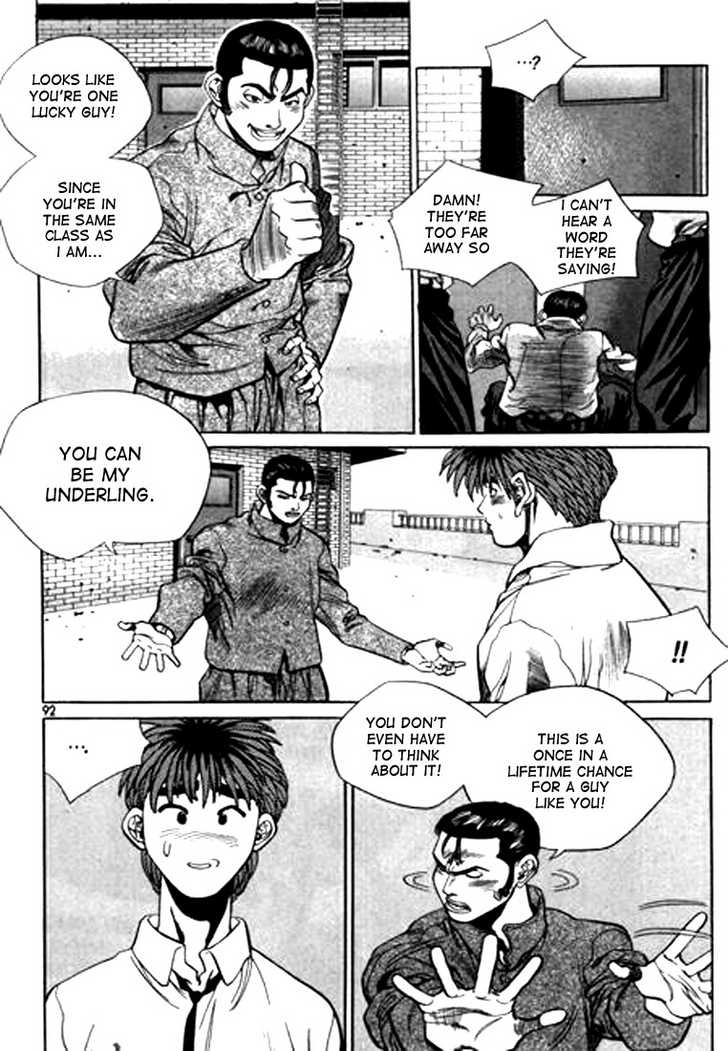 LOOKS LIKE
YOU'RE ONE
LUCKY GUY!
SINCE
YOU'RE IN
THE SAME
CLASS AS
I AM...
...?
DAMN!
THEY'RE
TOO FAR
AWAY SO
I CAN'T
HEAR A
WORD
THEY'RE
SAYING!
YOU CAN
BE MY
UNDERLING.
!!
92
...
YOU DON'T
EVEN HAVE
TO THINK
ABOUT IT!
THIS IS A
ONCE IN A
LIFETIME CHANCE
FOR A GUY
LIKE YOU!